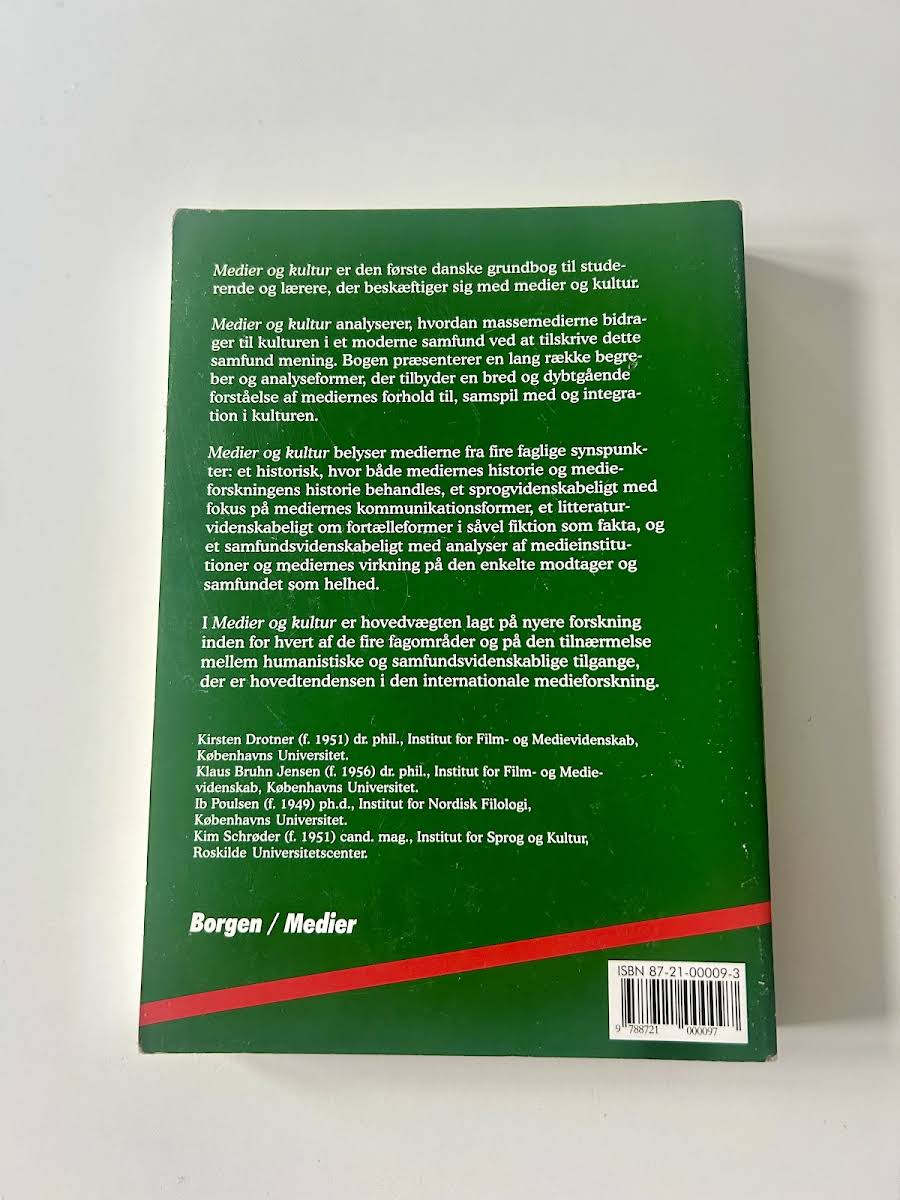 Medier og kultur er den første danske grundbog til stude-
rende og lærere, der beskæftiger sig med medier og kultur.
Medier og kultur analyserer, hvordan massemedierne bidra-
ger til kulturen i et moderne samfund ved at tilskrive dette
samfund mening. Bogen præsenterer en lang række begre-
ber og analyseformer, der tilbyder en bred og dybtgående
forståelse af mediernes forhold til, samspil med og integra-
tion i kulturen.
Medier og kultur belyser medierne fra fire faglige synspunk-
ter: et historisk, hvor både mediernes historie og medie-
forskningens historie behandles, et sprogvidenskabeligt med
fokus på mediernes kommunikationsformer, et litteratur-
videnskabeligt om fortælleformer i såvel fiktion som fakta, og
et samfundsvidenskabeligt med analyser af medieinstitu-
tioner og mediernes virkning på den enkelte modtager og
samfundet som helhed.
I Medier og kultur er hovedvægten lagt på nyere forskning
inden for hvert af de fire fagområder og på den tilnærmelse
mellem humanistiske og samfundsvidenskablige tilgange,
der er hovedtendensen i den internationale medieforskning.
Kirsten Drotner (f. 1951) dr. phil., Institut for Film- og Medievidenskab,
Københavns Universitet.
Klaus Bruhn Jensen (f. 1956) dr. phil., Institut for Film- og Medie-
videnskab, Københavns Universitet.
Ib Poulsen (f. 1949) ph.d., Institut for Nordisk Filologi,
Københavns Universitet.
Kim Schrøder (f. 1951) cand. mag., Institut for Sprog og Kultur,
Roskilde Universitetscenter.
Borgen / Medier
ISBN 87-21-00009-3
9 788721 000097